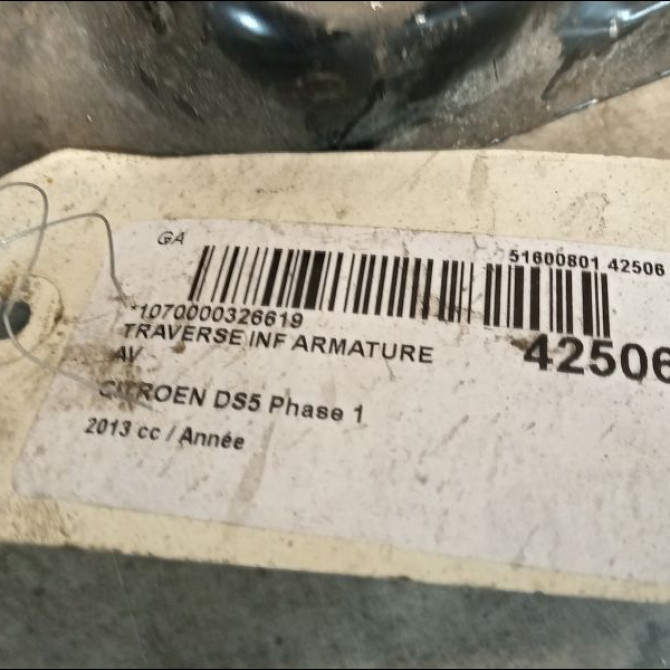 GA
51600801 42506
*1070000326619
TRAVERSE INF ARMATURE
42506
AV
CITROEN DS5 Phase 1
2013 cc / Année